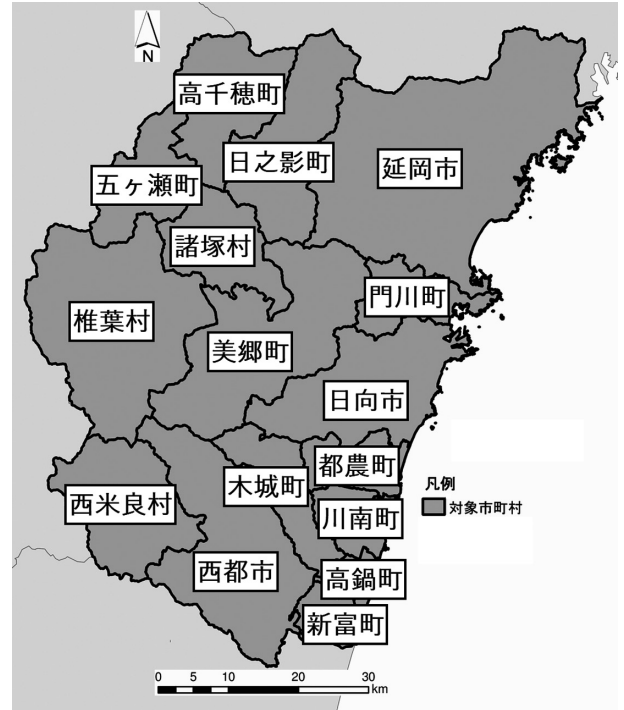 N
高千穂町
日之影町
延岡市
五ヶ瀬町
諸塚村
門川町
椎葉村
美郷町
日向市
都農町
凡例
木城町
西米良村
川南町
対象市町村
西都市
高鍋町
新富町
0 5 10 20 30
km